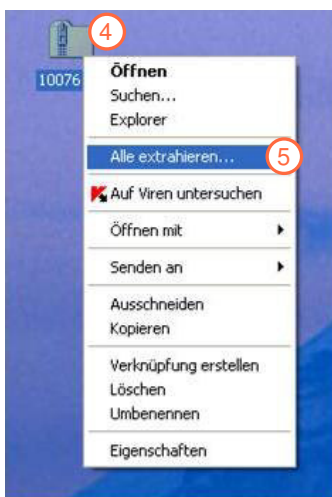 4
10076
Öffnen
Suchen...
Explorer
Alle extrahieren... 5
Auf Viren untersuchen
Öffnen mit
Senden an
Ausschneiden
Kopieren
Verknüpfung erstellen
Löschen
Umbenennen
Eigenschaften